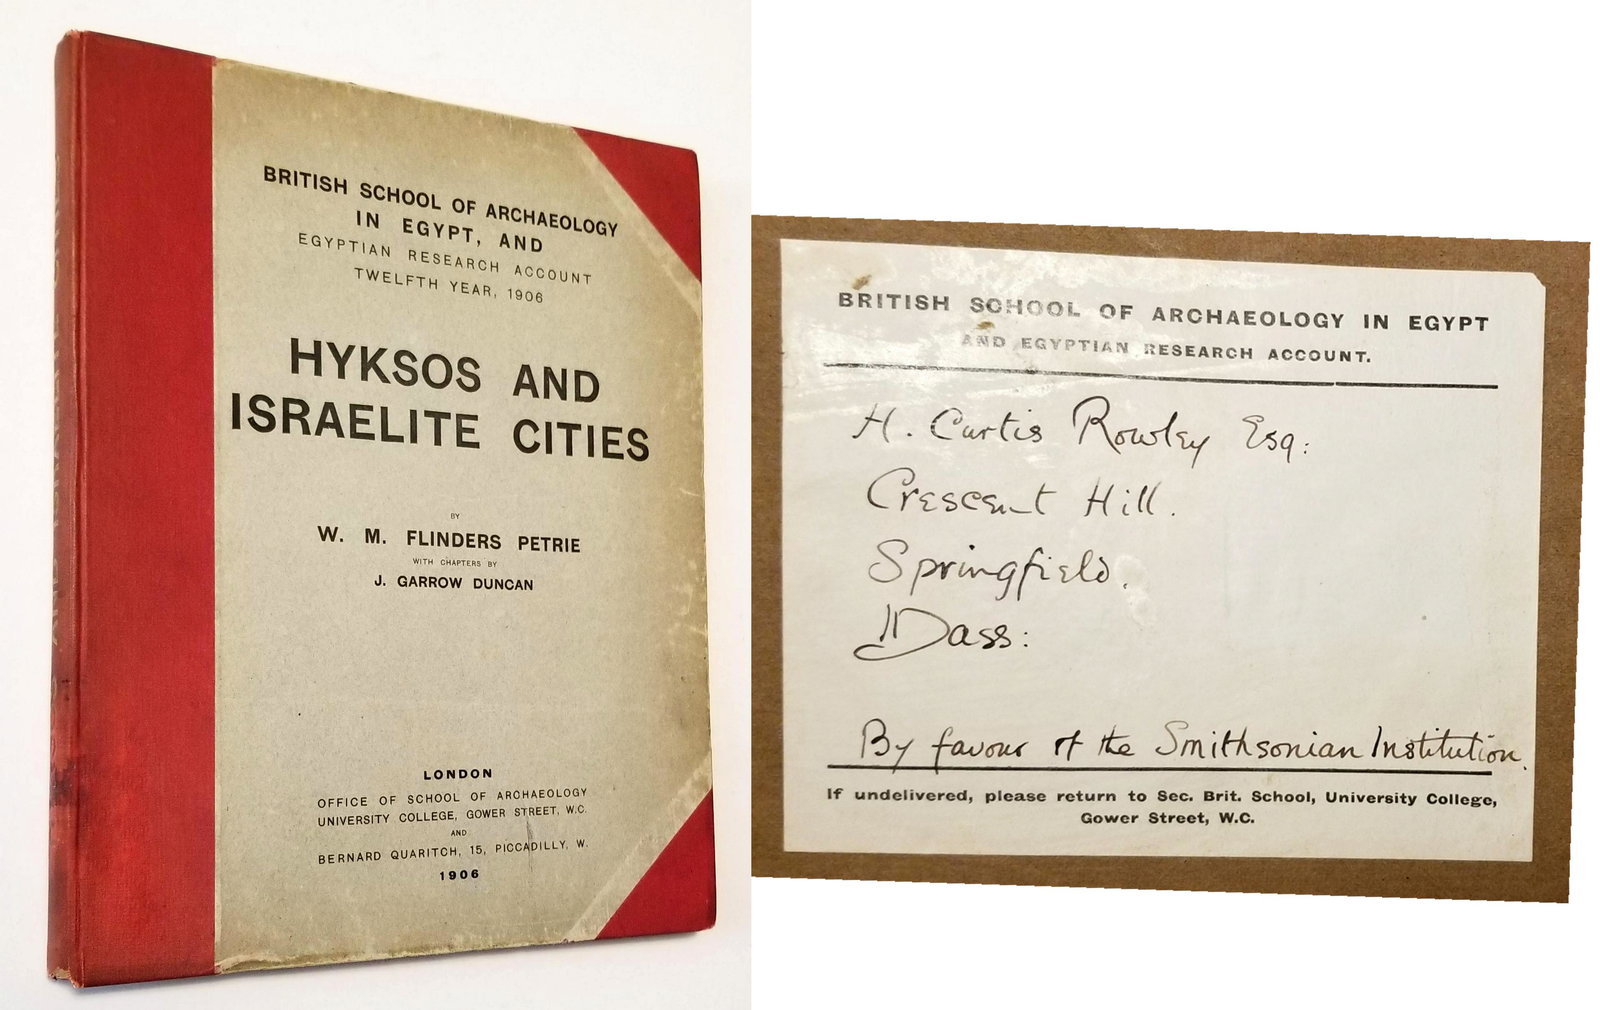 BRITISH SCHOOL OF ARCHAEOLOGY
IN EGYPT, AND
EGYPTIAN RESEARCH ACCOUNT
TWELFTH YEAR, 1906
HYKSOS AND
ISRAELITE CITIES
BY
W. M. FLINDERS PETRIE
WITH CHAPTERS BY
J. GARROW DUNCAN
LONDON
OFFICE OF SCHOOL OF ARCHAEOLOGY
UNIVERSITY COLLEGE, GOWER STREET, W.C.
AND
BERNARD QUARITCH, 15, PICCADILLY, W.
1906
BRITISH SCHOOL OF ARCHAEOLOGY IN EGYPT
AND EGYPTIAN RESEARCH ACCOUNT.
H. Curtis Rowley Esq:
Crescent Hill.
Springfield.
Mass:
By favour of the Smithsonian Institution.
If undelivered, please return to Sec. Brit. School, University College,
Gower Street, W.C.